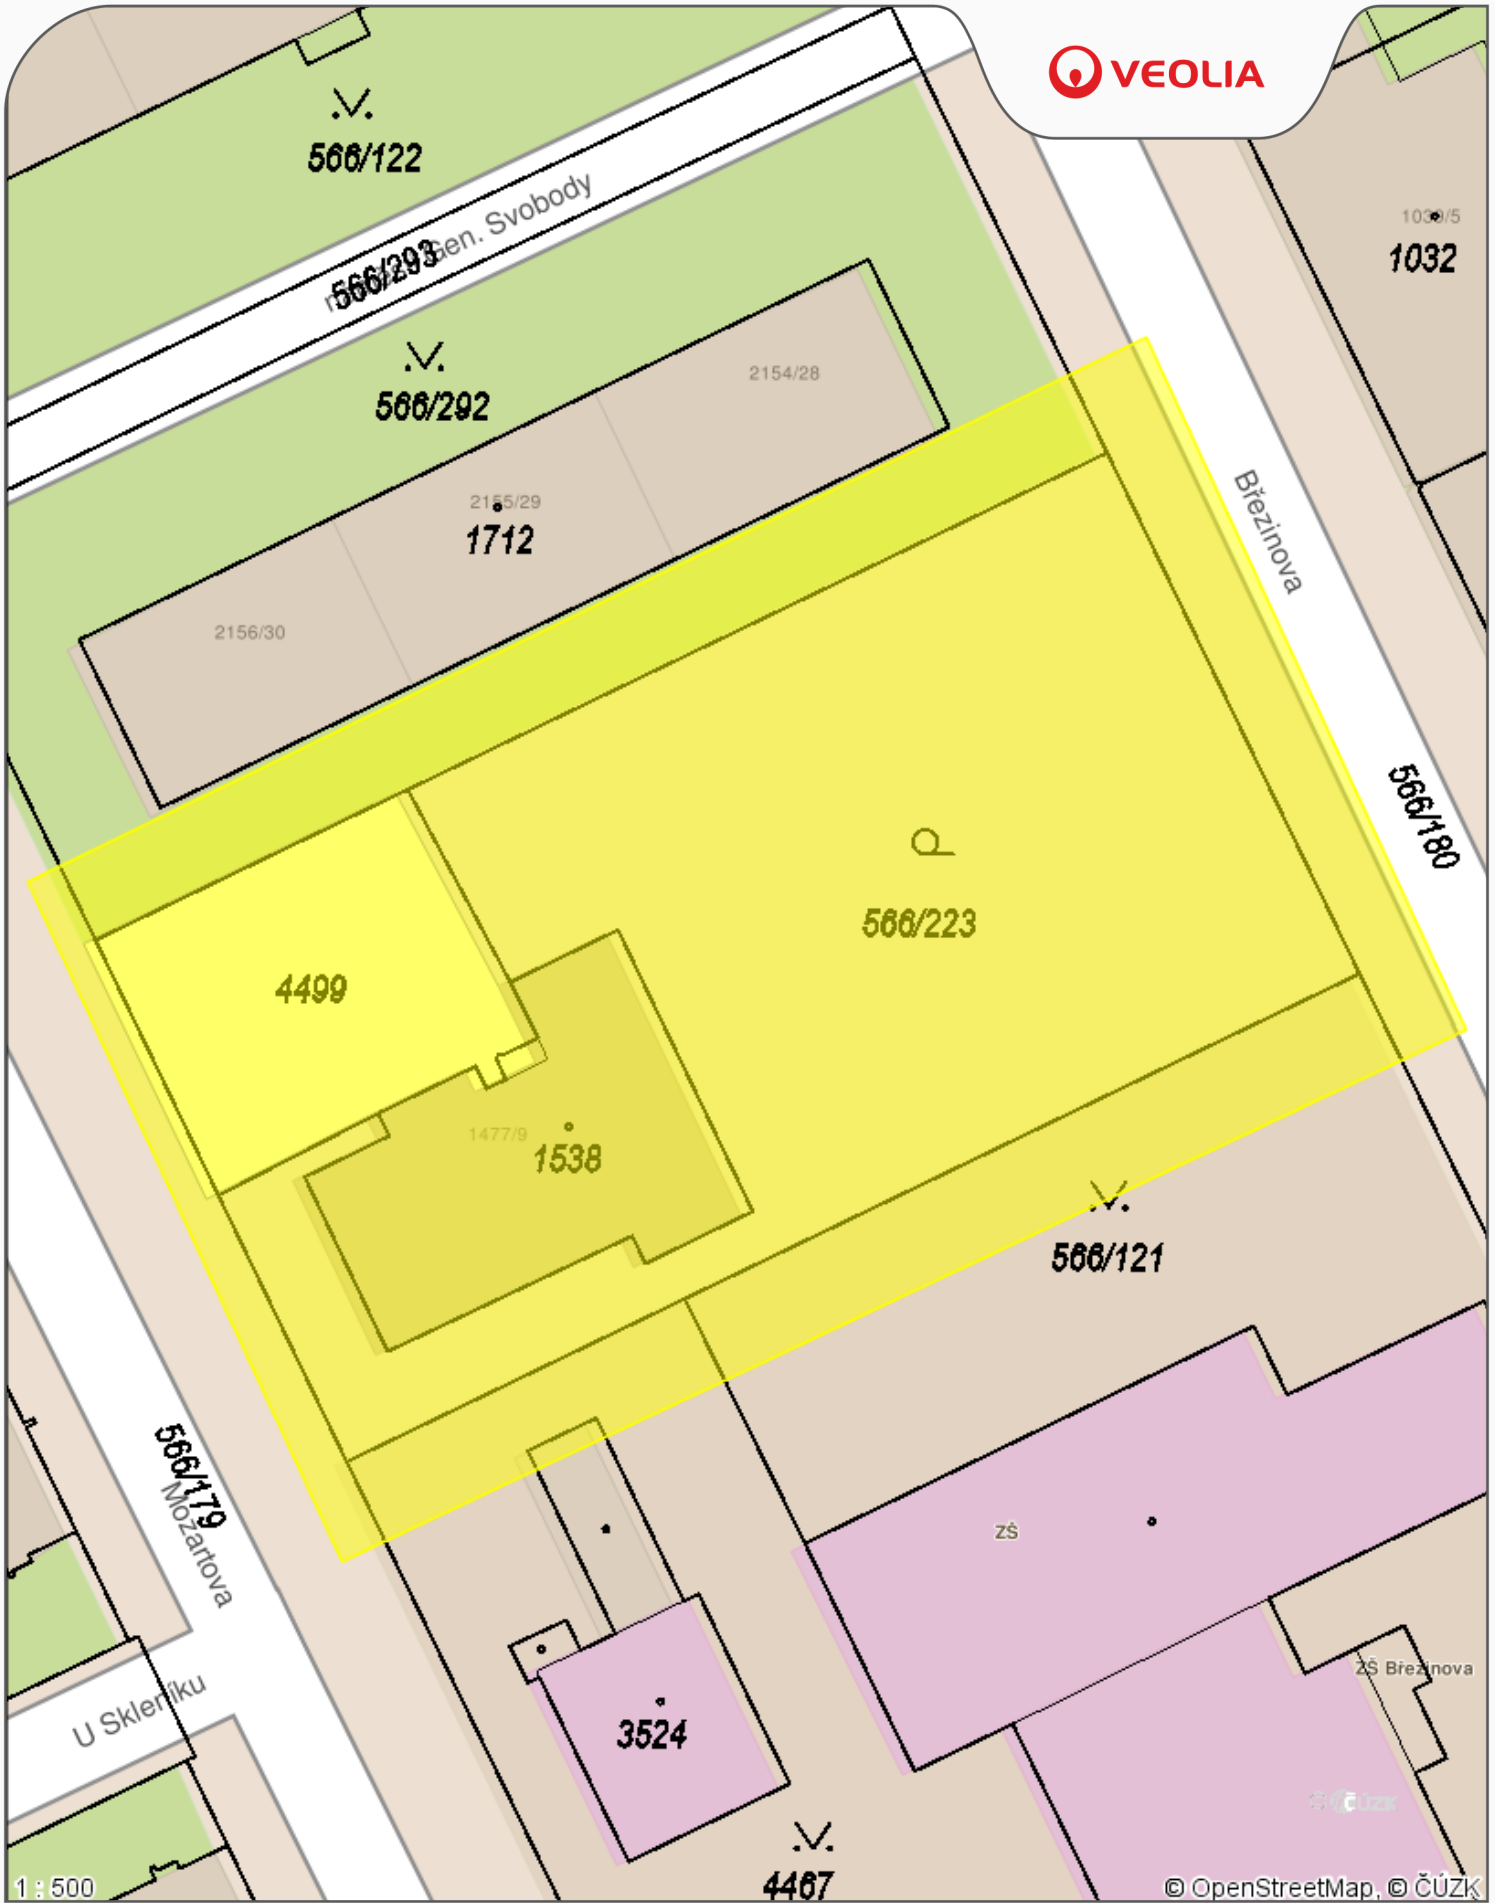 VEOLIA
566/122
Gen. Svobody
566/293
1032
566/292
2154/28
2155/29
1712
2156/30
Březinova
566/180
566/223
4499
1477/9
1538
566/121
566/179
Mozartova
ZŠ
ZŠ Březinova
U Skleníku
3524
4467
1 : 500
© OpenStreetMap, © ČÚZK